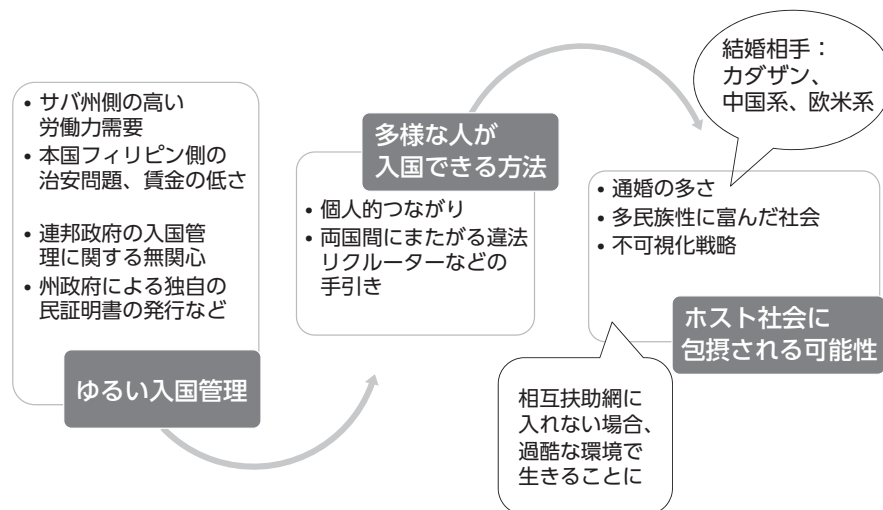 • サバ州側の高い
労働力需要
• 本国フィリピン側の
治安問題、賃金の低さ
• 連邦政府の入国管
理に関する無関心
• 州政府による独自の
民証明書の発行など
ゆるい入国管理
多様な人が
入国できる方法
• 個人的つながり
• 両国間にまたがる違法
リクルーターなどの
手引き
結婚相手：
カダザン、
中国系、欧米系
• 通婚の多さ
• 多民族性に富んだ社会
• 不可視化戦略
ホスト社会に
包摂される可能性
相互扶助網に
入れない場合、
過酷な環境で
生きることに